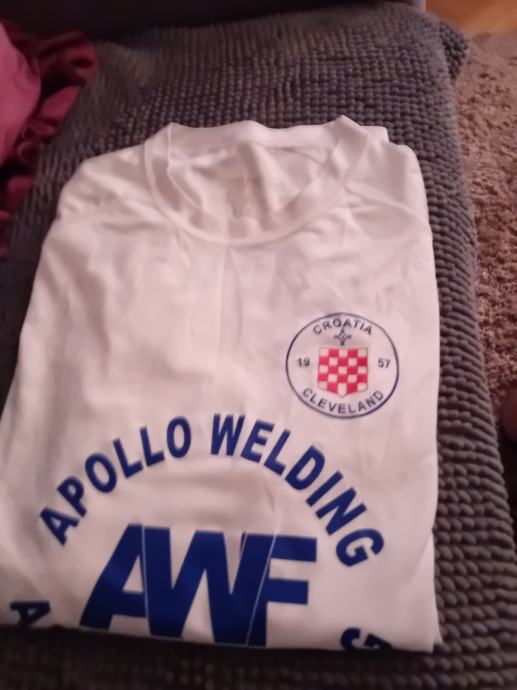 CROATIA
19 57
CLEVELAND
APOLLO WELDING
AWF